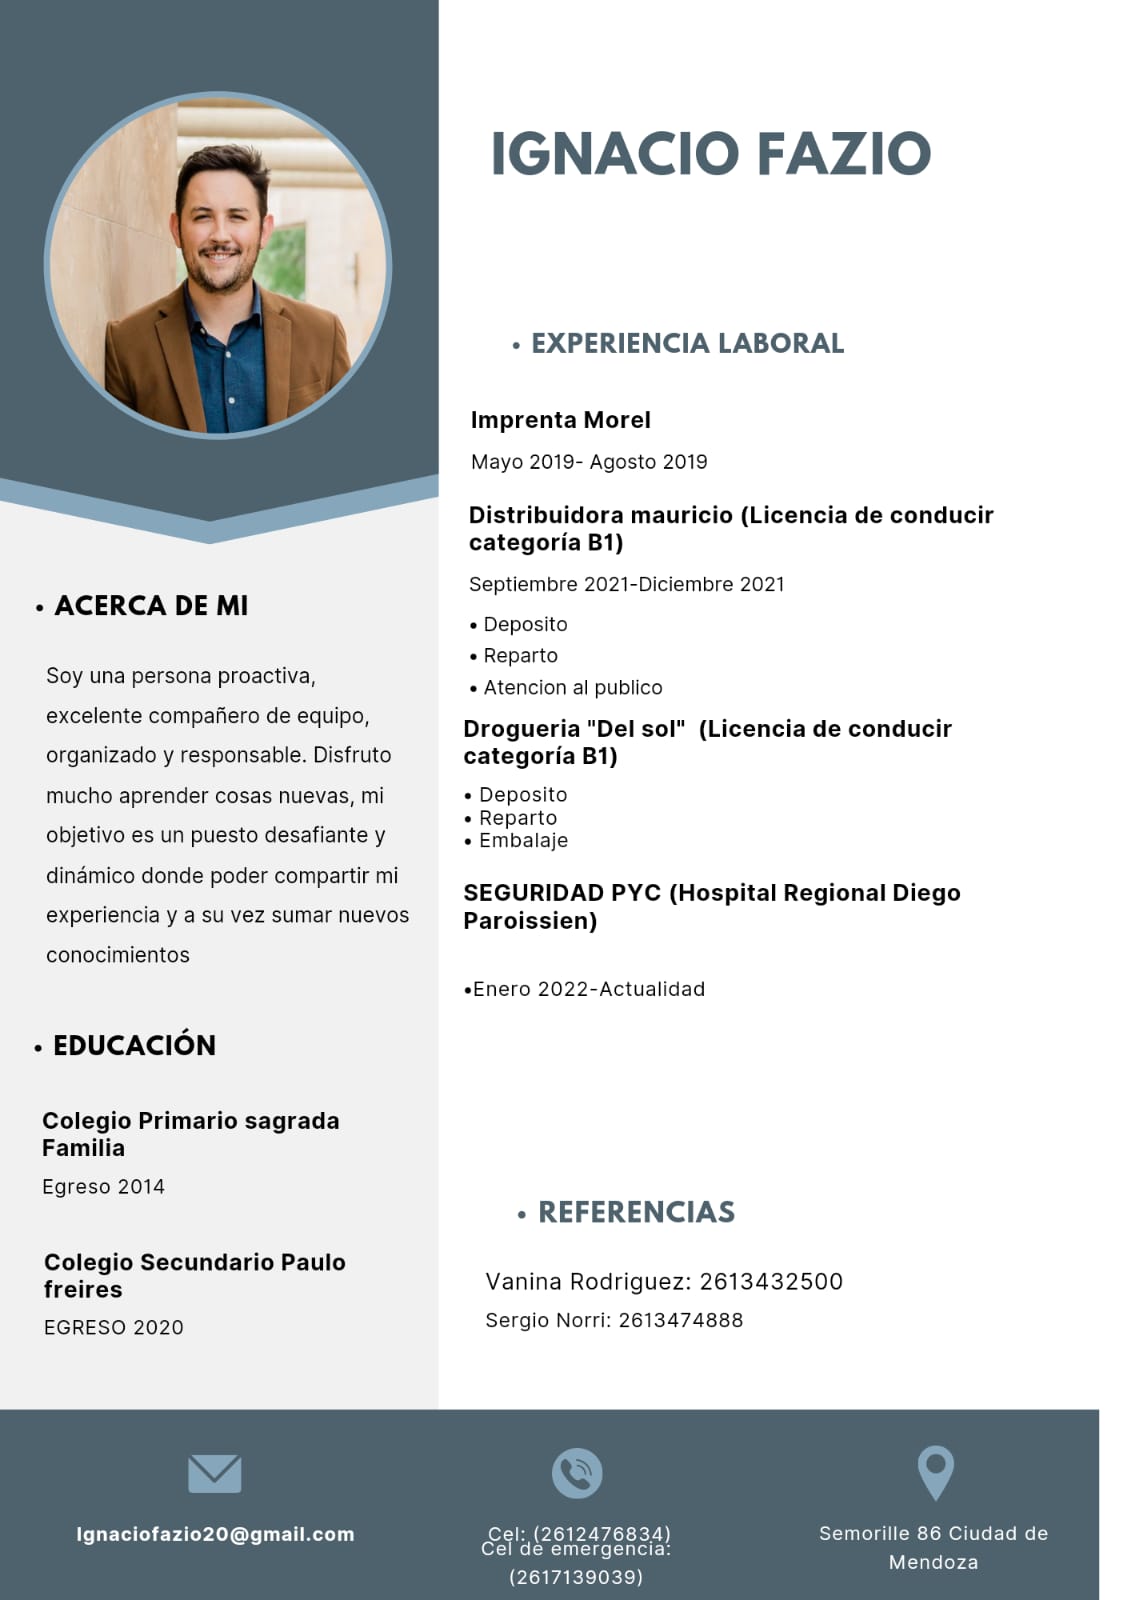 IGNACIO FAZIO
• ACERCA DE MI
Soy una persona proactiva,
excelente compañero de equipo,
organizado y responsable. Disfruto
mucho aprender cosas nuevas, mi
objetivo es un puesto desafiante y
dinámico donde poder compartir mi
experiencia y a su vez sumar nuevos
conocimientos
• EDUCACIÓN
Colegio Primario sagrada
Familia
Egreso 2014
Colegio Secundario Paulo
freires
EGRESO 2020
• EXPERIENCIA LABORAL
Imprenta Morel
Mayo 2019- Agosto 2019
Distribuidora mauricio (Licencia de conducir
categoría B1)
Septiembre 2021-Diciembre 2021
• Deposito
• Reparto
• Atencion al publico
Drogueria "Del sol"  (Licencia de conducir
categoría B1)
• Deposito
• Reparto
• Embalaje
SEGURIDAD PYC (Hospital Regional Diego
Paroissien)
•Enero 2022-Actualidad
• REFERENCIAS
Vanina Rodriguez: 2613432500
Sergio Norri: 2613474888
Ignaciofazio20@gmail.com
Cel: (2612476834)
Cel de emergencia:
(2617139039)
Semorille 86 Ciudad de
Mendoza